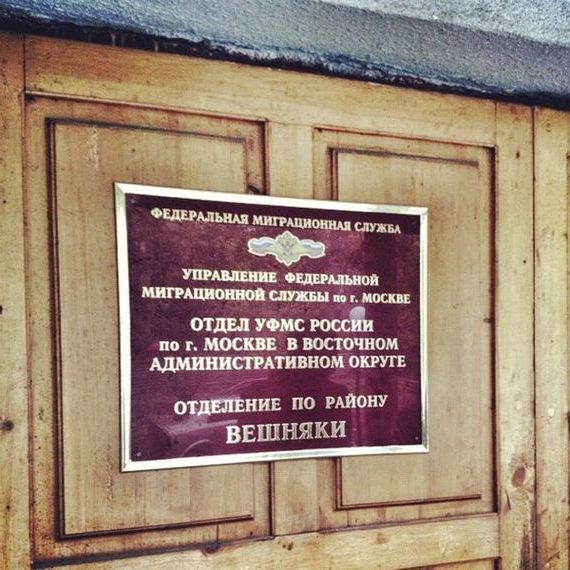 ФЕДЕРАЛЬНАЯ МИГРАЦИОННАЯ СЛУЖБА
УПРАВЛЕНИЕ ФЕДЕРАЛЬНОЙ
МИГРАЦИОННОЙ СЛУЖБЫ по г. МОСКВЕ
ОТДЕЛ УФМС РОССИИ
по г. МОСКВЕ В ВОСТОЧНОМ
АДМИНИСТРАТИВНОМ ОКРУГЕ
ОТДЕЛЕНИЕ ПО РАЙОНУ
ВЕШНЯКИ